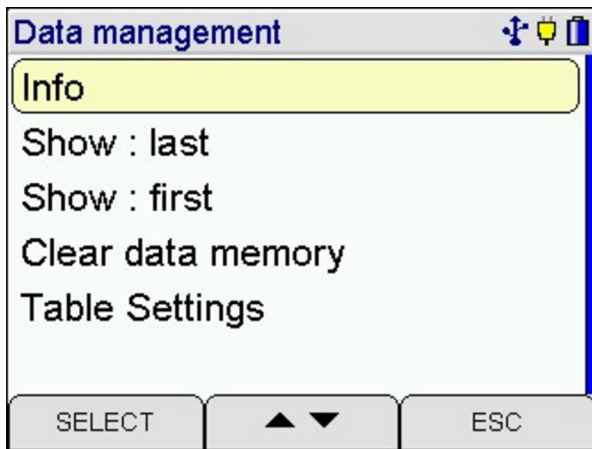 Data management
Info
Show : last
Show : first
Clear data memory
Table Settings
SELECT ▲ ▼ ESC